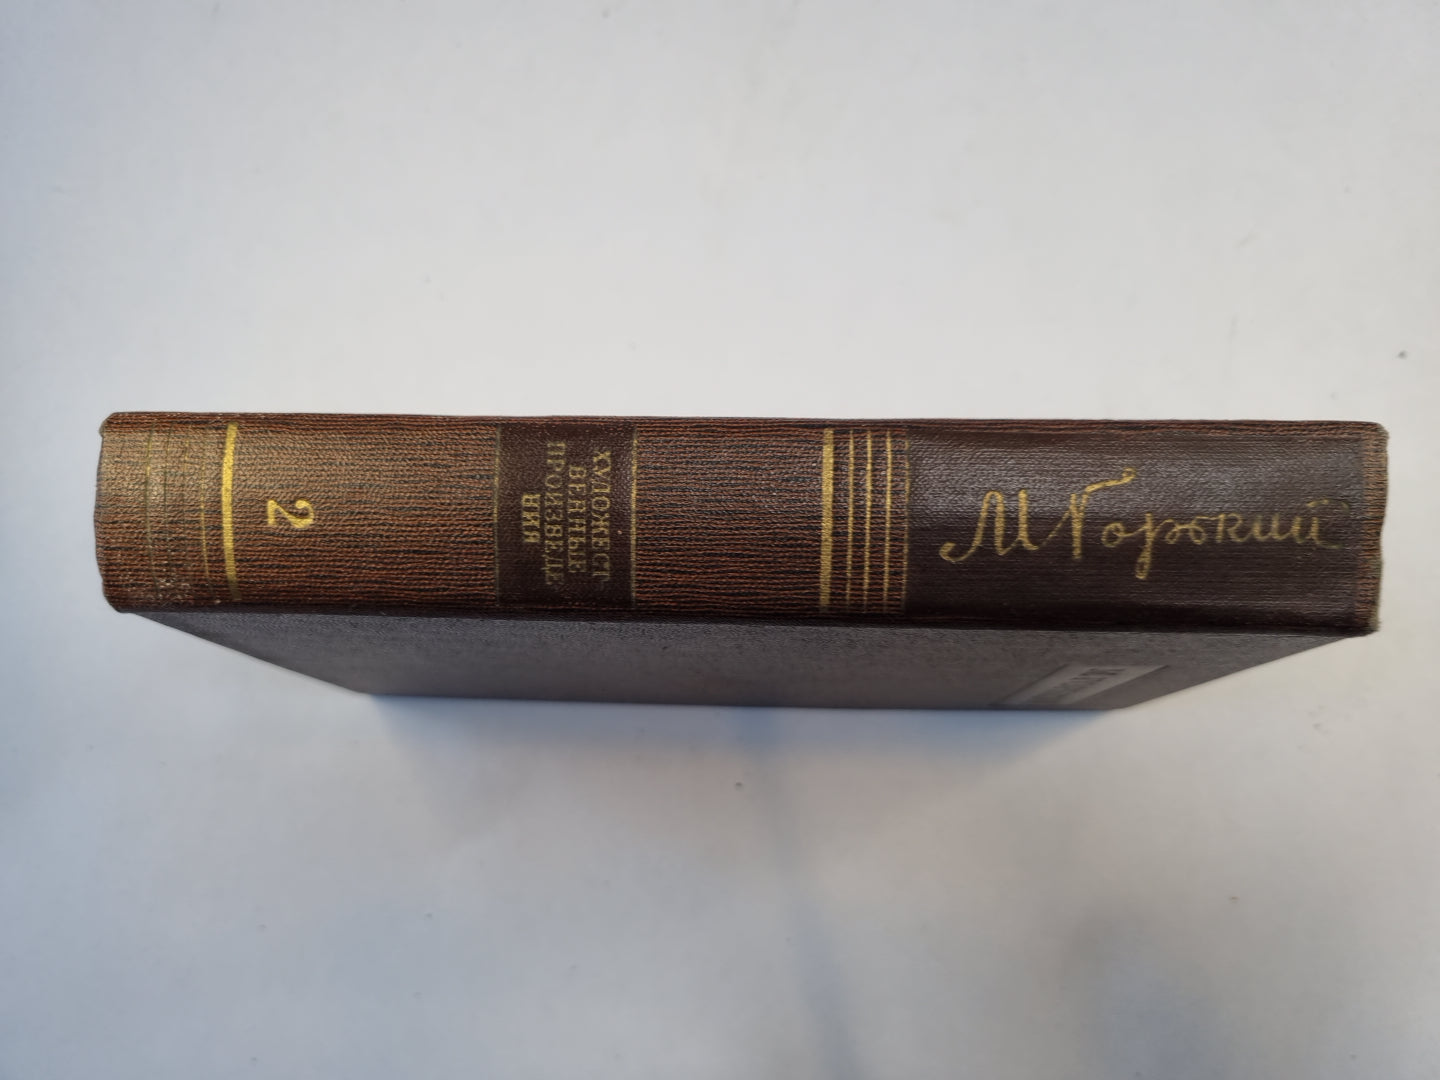 М Горький
ХУДОЖЕСТ-
ВЕННЫЕ
ПРОИЗВЕДЕ-
НИЯ
2